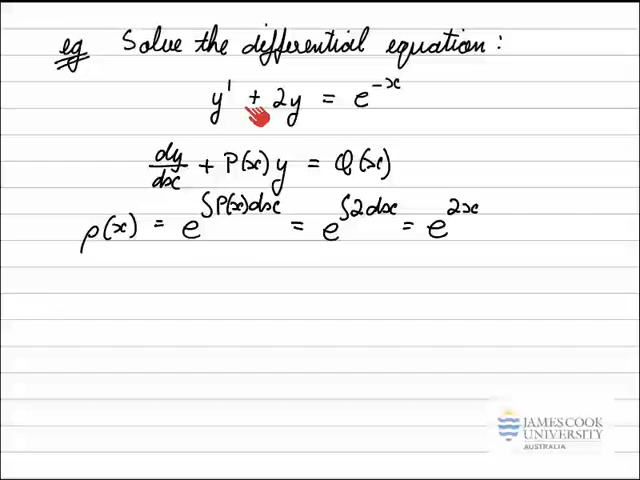 eg Solve the differential equation:
y' + 2y = e^{-x}
dy/dx + P(x)y = Q(x)
ρ(x) = e^{∫P(x)dx} = e^{∫2dx} = e^{2x}
JAMES COOK
UNIVERSITY
AUSTRALIA